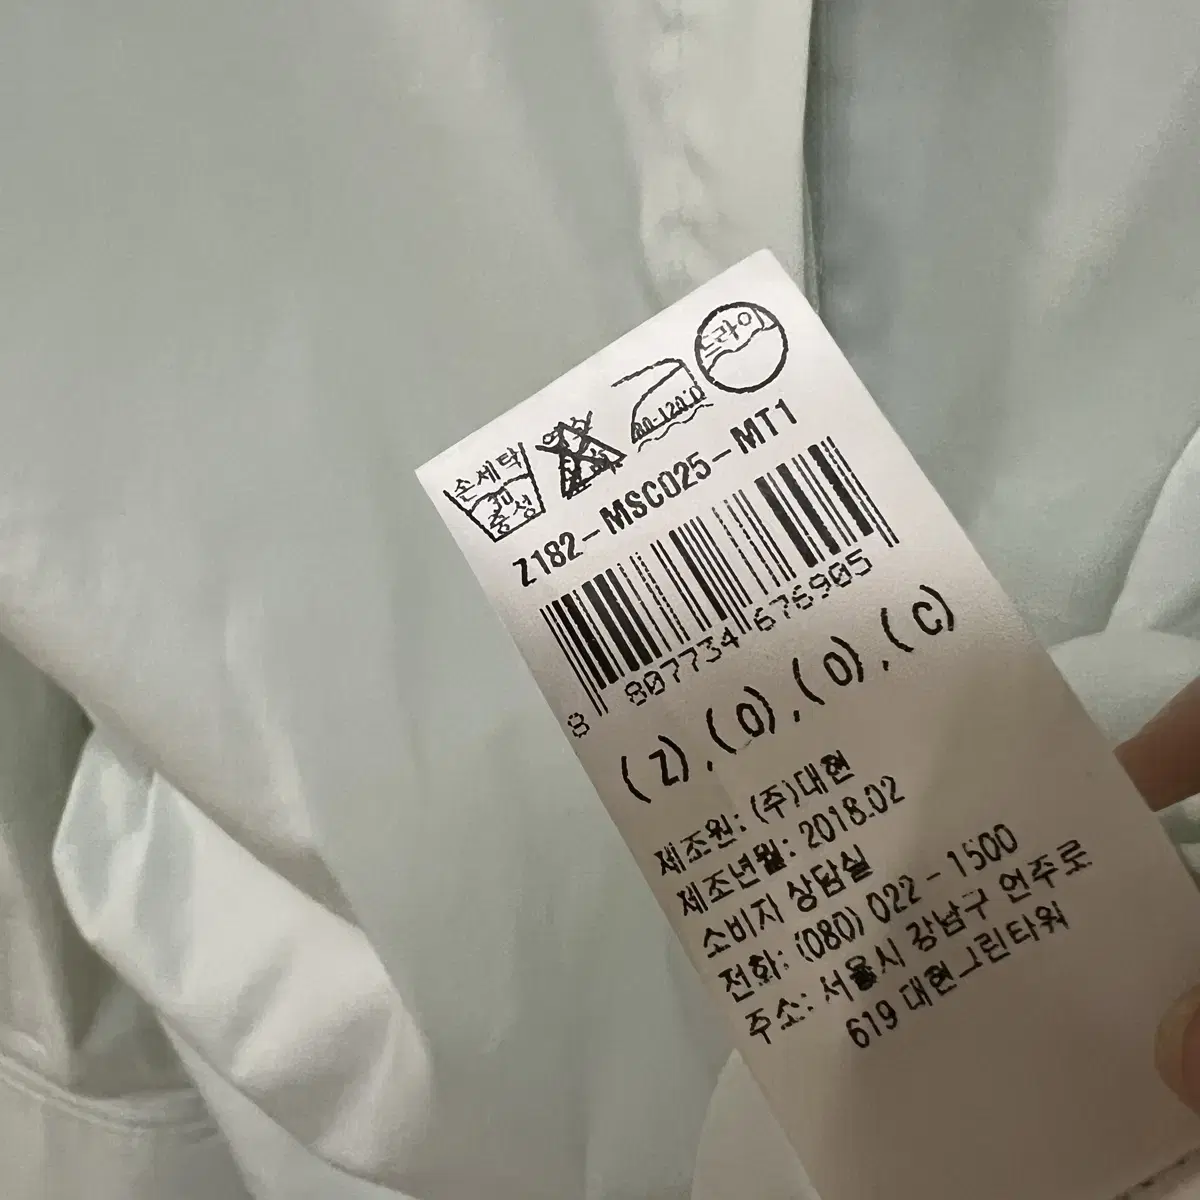 손세탁
30
중성
80-120℃
드라이
Z182-MSC025-MT1
8 807734 676905
(Z),(O),(O),(C)
제조원: (주)대현
제조년월: 2018.02
소비자 상담실
전화: (080) 022-1500
주소: 서울시 강남구 언주로
619 대현그린타워